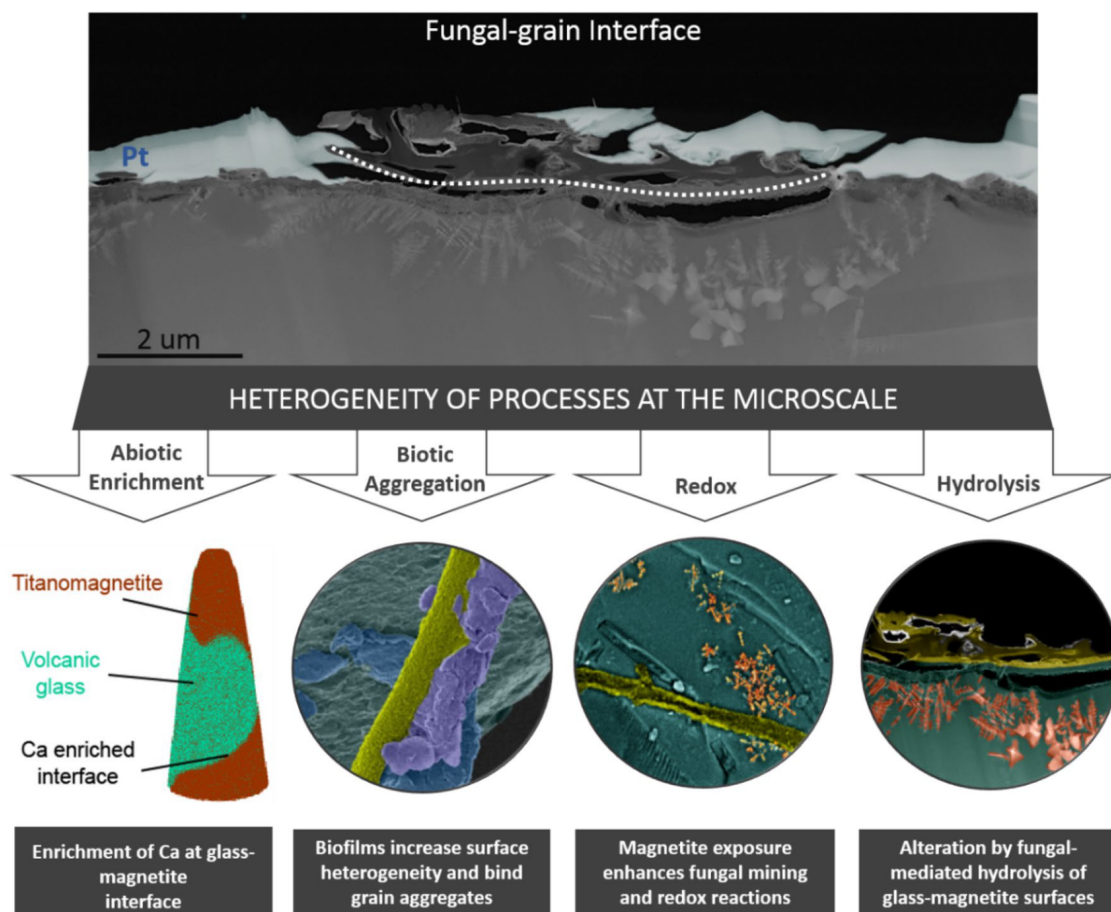 Fungal-grain Interface
Pt
2 um
HETEROGENEITY OF PROCESSES AT THE MICROSCALE
Abiotic
Enrichment
Biotic
Aggregation
Redox
Hydrolysis
Titanomagnetite
Volcanic
glass
Ca enriched
interface
Enrichment of Ca at glass-
magnetite
interface
Biofilms increase surface
heterogeneity and bind
grain aggregates
Magnetite exposure
enhances fungal mining
and redox reactions
Alteration by fungal-
mediated hydrolysis of
glass-magnetite surfaces